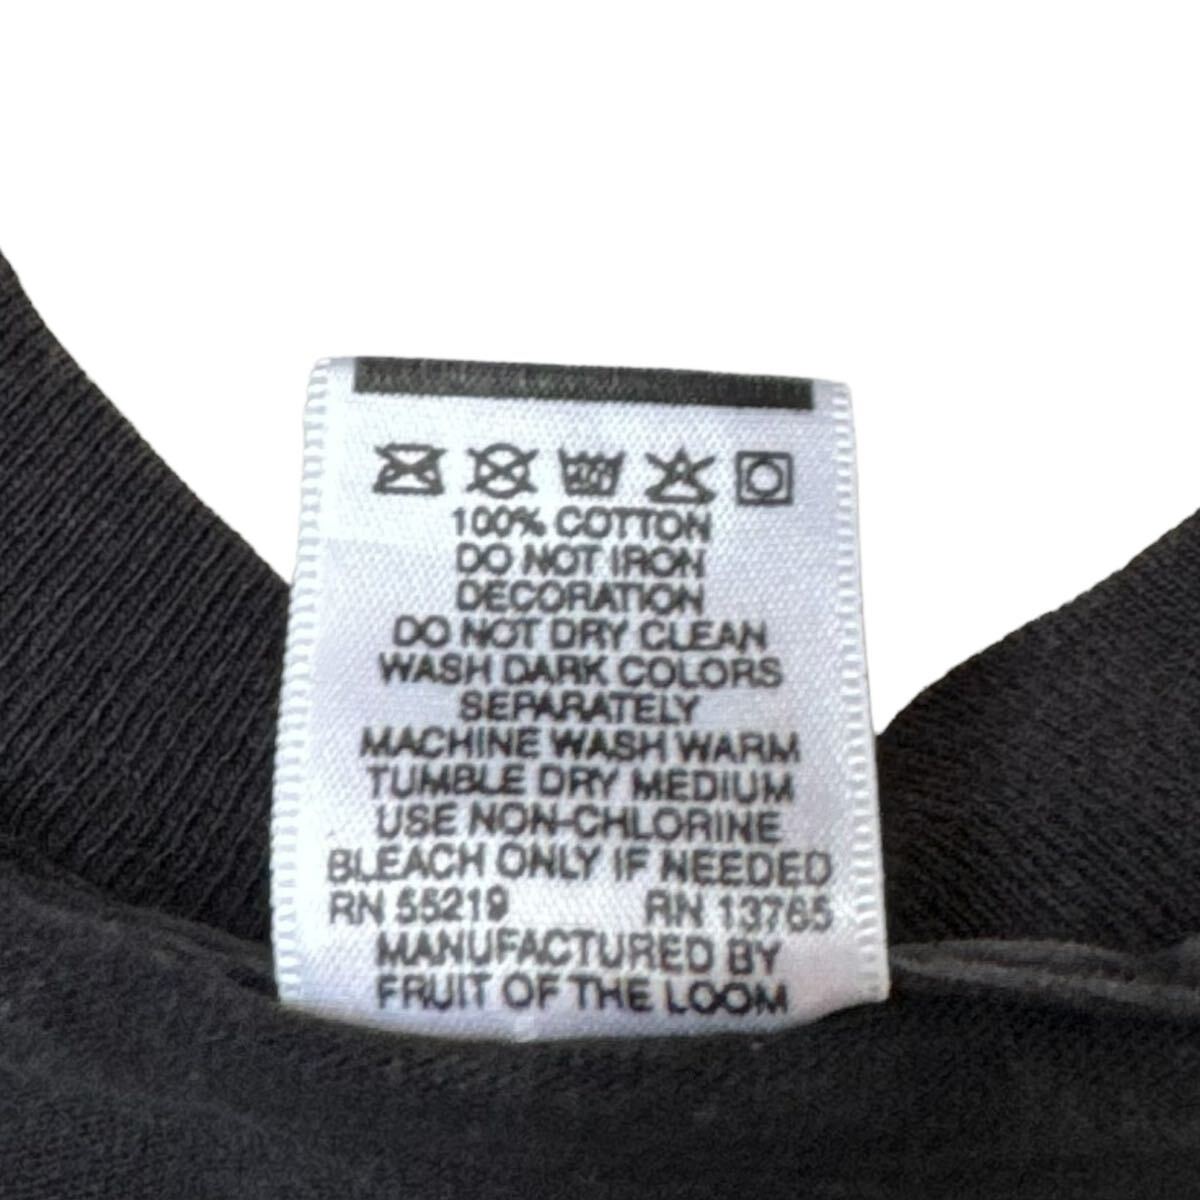 100% COTTON
DO NOT IRON
DECORATION
DO NOT DRY CLEAN
WASH DARK COLORS
SEPARATELY
MACHINE WASH WARM
TUMBLE DRY MEDIUM
USE NON-CHLORINE
BLEACH ONLY IF NEEDED
RN 55219 RN 13765
MANUFACTURED BY
FRUIT OF THE LOOM